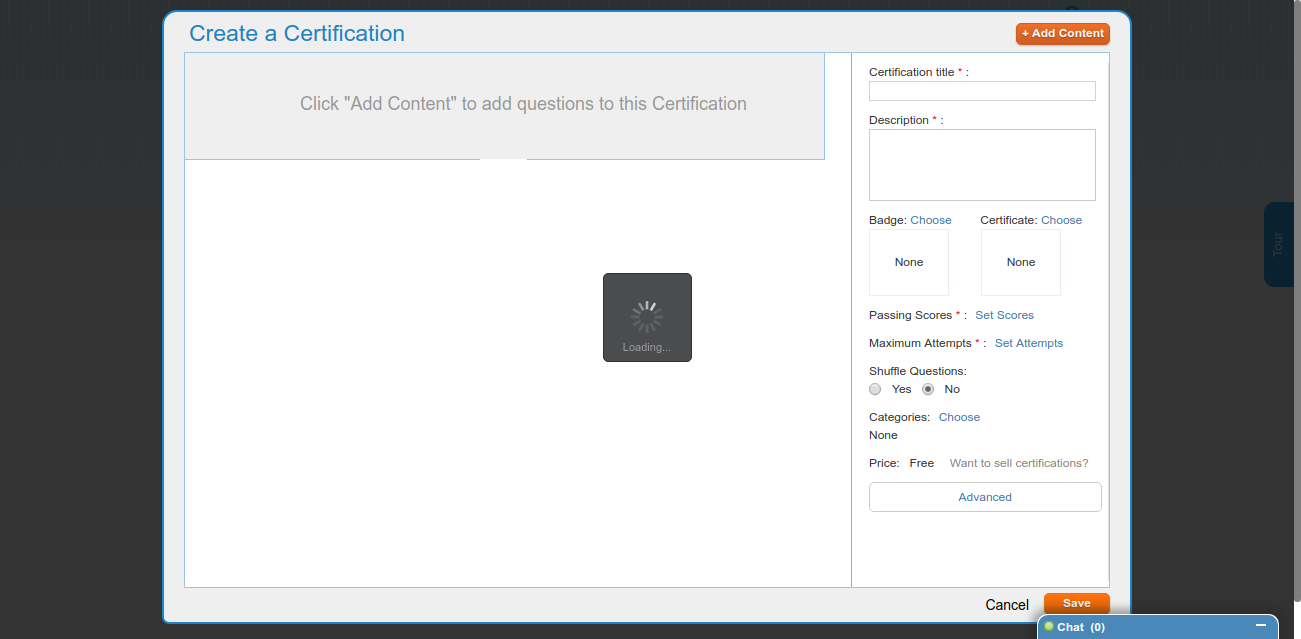 Create a Certification
+ Add Content
Click "Add Content" to add questions to this Certification
Loading...
Certification title * :
Description * :
Badge: Choose
Certificate: Choose
None
None
Passing Scores * : Set Scores
Maximum Attempts * : Set Attempts
Shuffle Questions:
Yes No
Categories: Choose
None
Price: Free Want to sell certifications?
Advanced
Tour
Cancel
Save
Chat (0)